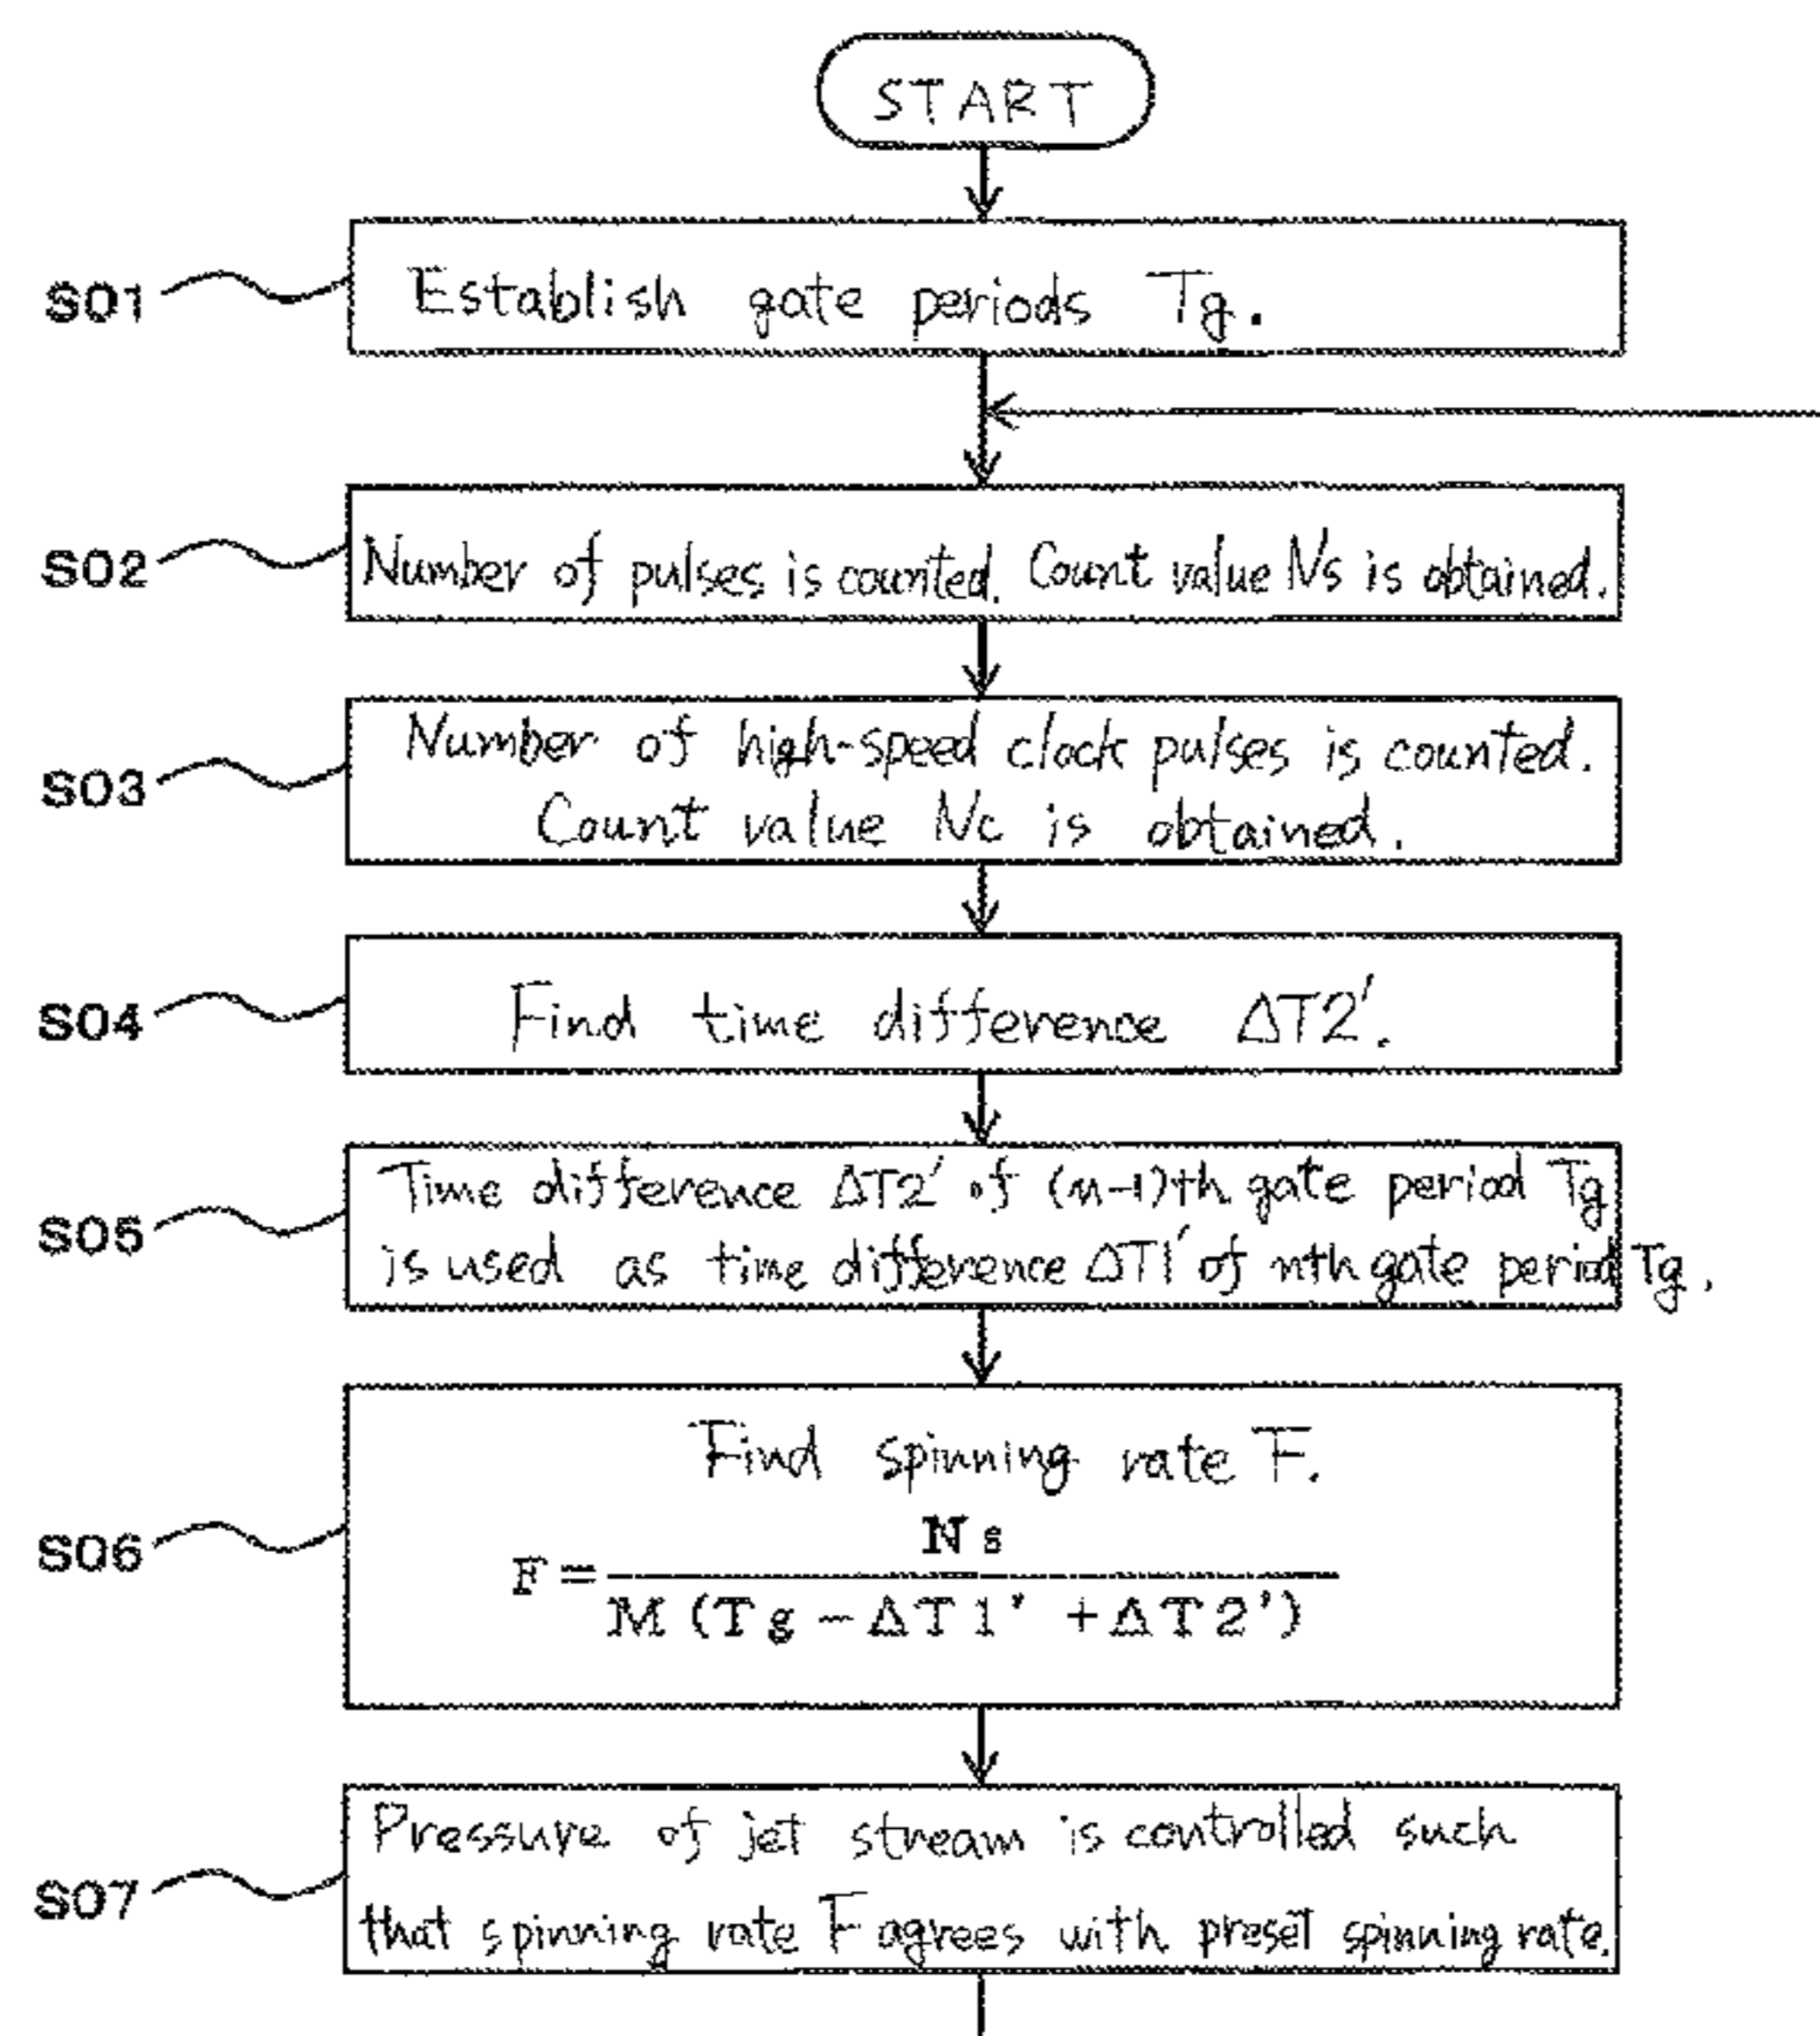 START
S01
Establish gate periods Tg.
S02
Number of pulses is counted. Count value Ns is obtained.
S03
Number of high-speed clock pulses is counted.
Count value Nc is obtained.
S04
Find time difference ΔT2′.
S05
Time difference ΔT2′ of (n-1)th gate period Tg
is used as time difference ΔT1′ of nth gate period Tg.
S06
Find spinning rate F.
Ns
F=
M (Tg-ΔT1' +ΔT2')
S07
Pressure of jet stream is controlled such
that spinning rate F agrees with preset spinning rate.